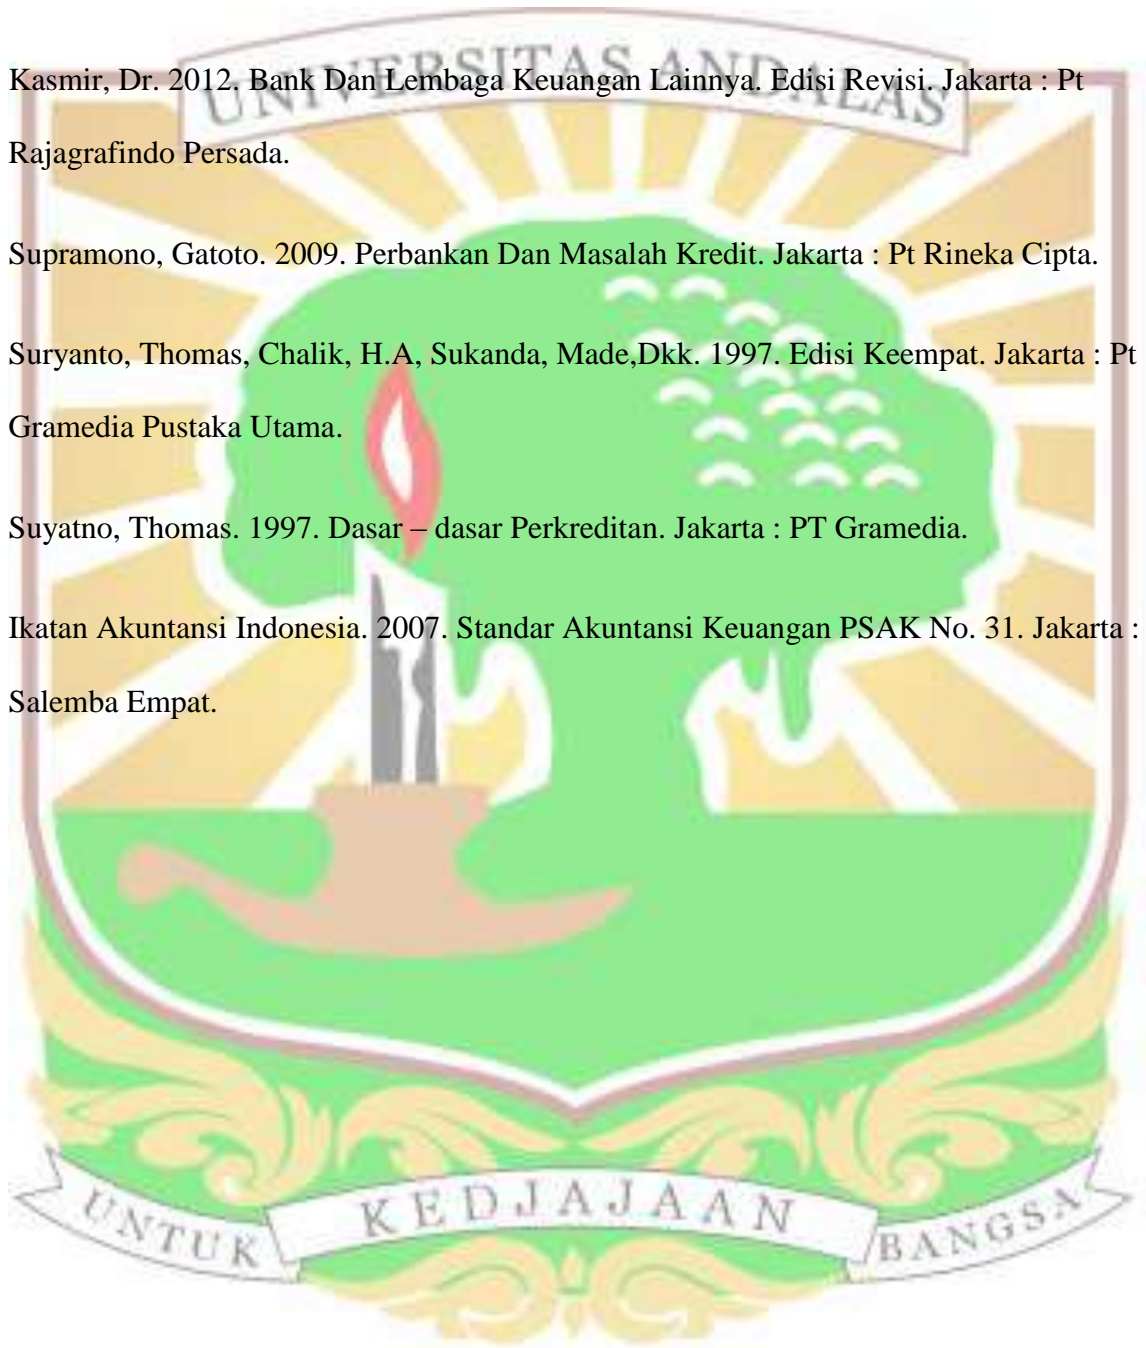 UNIVERSITAS ANDALAS
Kasmir, Dr. 2012. Bank Dan Lembaga Keuangan Lainnya. Edisi Revisi. Jakarta : Pt
Rajagrafindo Persada.
Supramono, Gatoto. 2009. Perbankan Dan Masalah Kredit. Jakarta : Pt Rineka Cipta.
Suryanto, Thomas, Chalik, H.A, Sukanda, Made,Dkk. 1997. Edisi Keempat. Jakarta : Pt
Gramedia Pustaka Utama.
Suyatno, Thomas. 1997. Dasar – dasar Perkreditan. Jakarta : PT Gramedia.
Ikatan Akuntansi Indonesia. 2007. Standar Akuntansi Keuangan PSAK No. 31. Jakarta :
Salemba Empat.
UNTUK KEDJAJAAN BANGSA